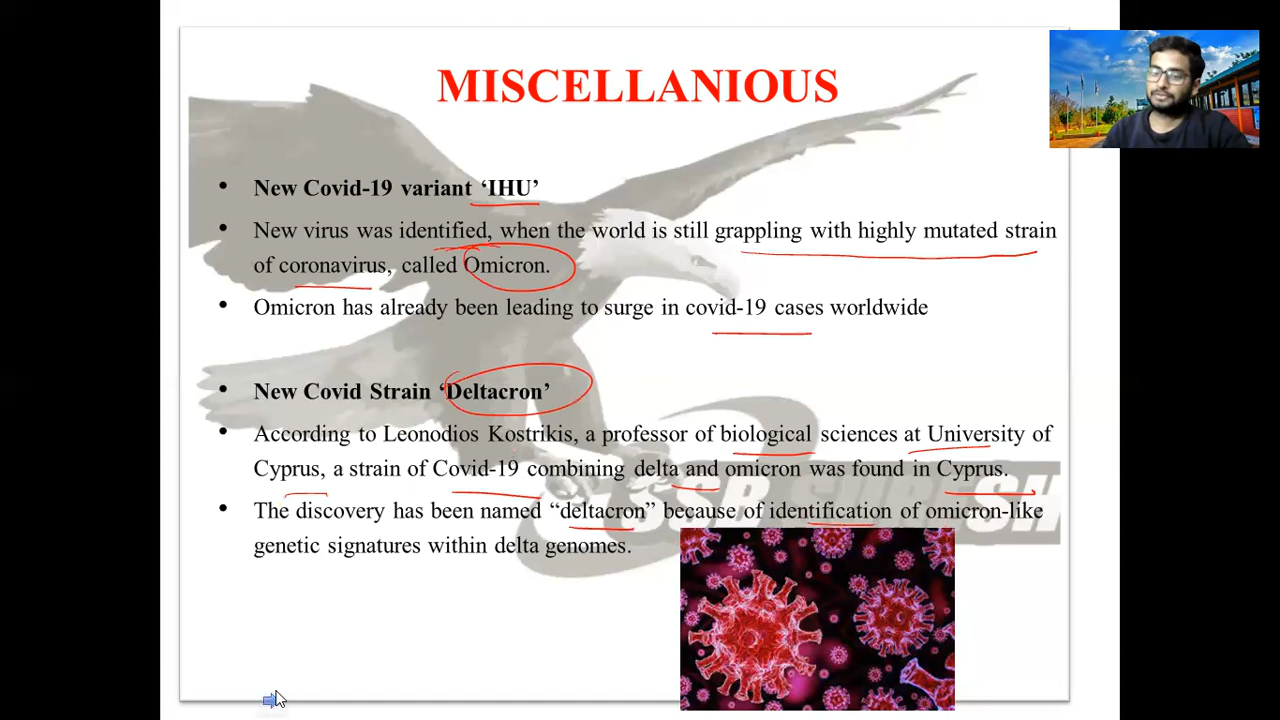 MISCELLANIOUS
• New Covid-19 variant ‘IHU’
• New virus was identified, when the world is still grappling with highly mutated strain
of coronavirus, called Omicron.
• Omicron has already been leading to surge in covid-19 cases worldwide
• New Covid Strain ‘Deltacron’
• According to Leonodios Kostrikis, a professor of biological sciences at University of
Cyprus, a strain of Covid-19 combining delta and omicron was found in Cyprus.
• The discovery has been named “deltacron” because of identification of omicron-like
genetic signatures within delta genomes.